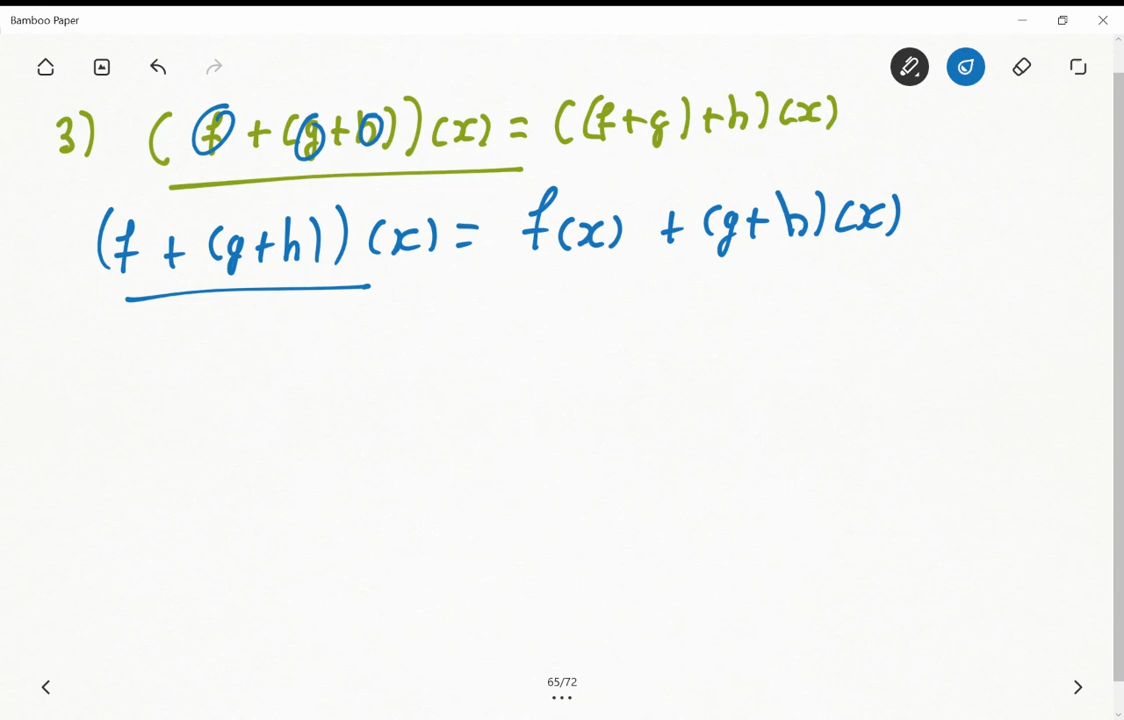 Bamboo Paper
3) (f + (g+h))(x) = ((f+g)+h)(x)
(f + (g+h))(x) = f(x) + (g+h)(x)
65/72